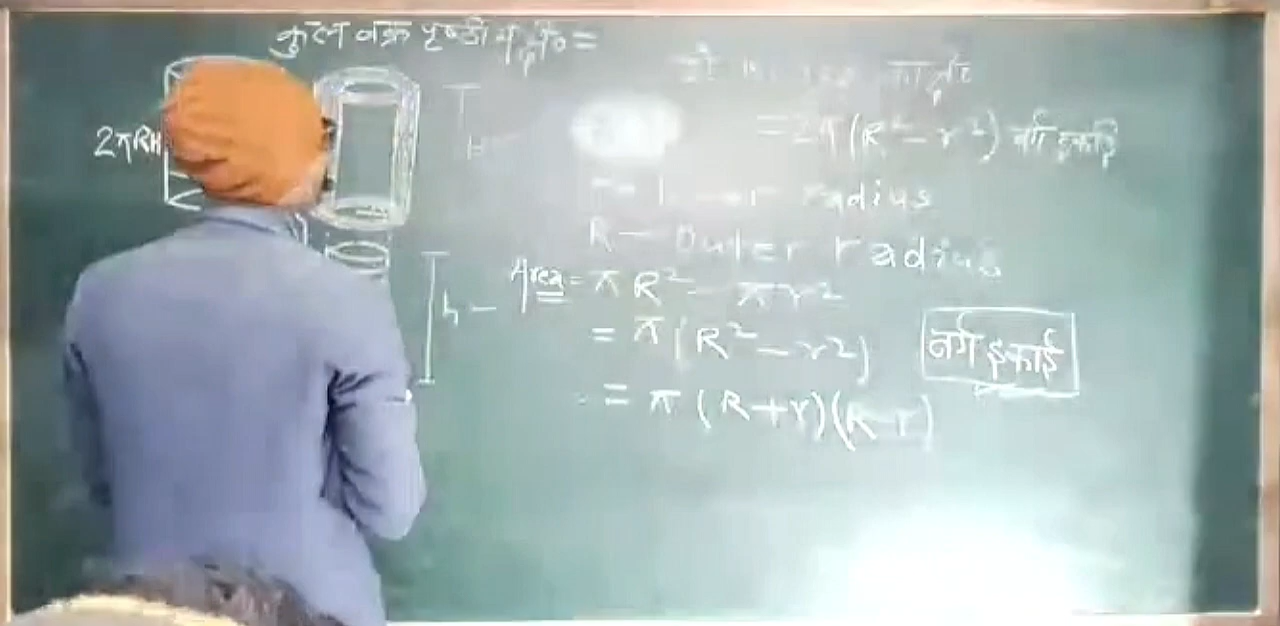 कुल वक्र पृष्ठीय क्षे० =
2πRH
= 2π(R² - r²) वर्ग इकाई
radius
R - Outer radius
h -
Area = πR² - πr²
= π(R² - r²)
वर्ग इकाई
= π(R+r)(R-r)